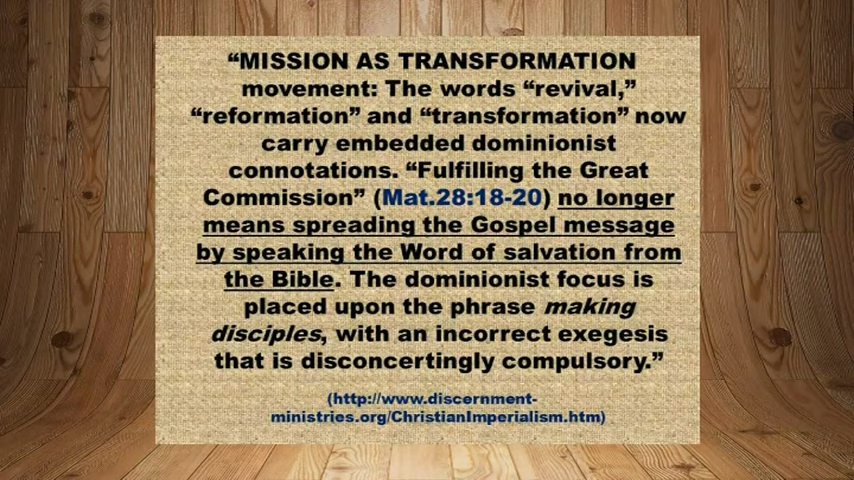 “MISSION AS TRANSFORMATION
movement: The words “revival,”
“reformation” and “transformation” now
carry embedded dominionist
connotations. “Fulfilling the Great
Commission” (Mat.28:18-20) no longer
means spreading the Gospel message
by speaking the Word of salvation from
the Bible. The dominionist focus is
placed upon the phrase making
disciples, with an incorrect exegesis
that is disconcertingly compulsory.”
(http://www.discernment-
ministries.org/ChristianImperialism.htm)